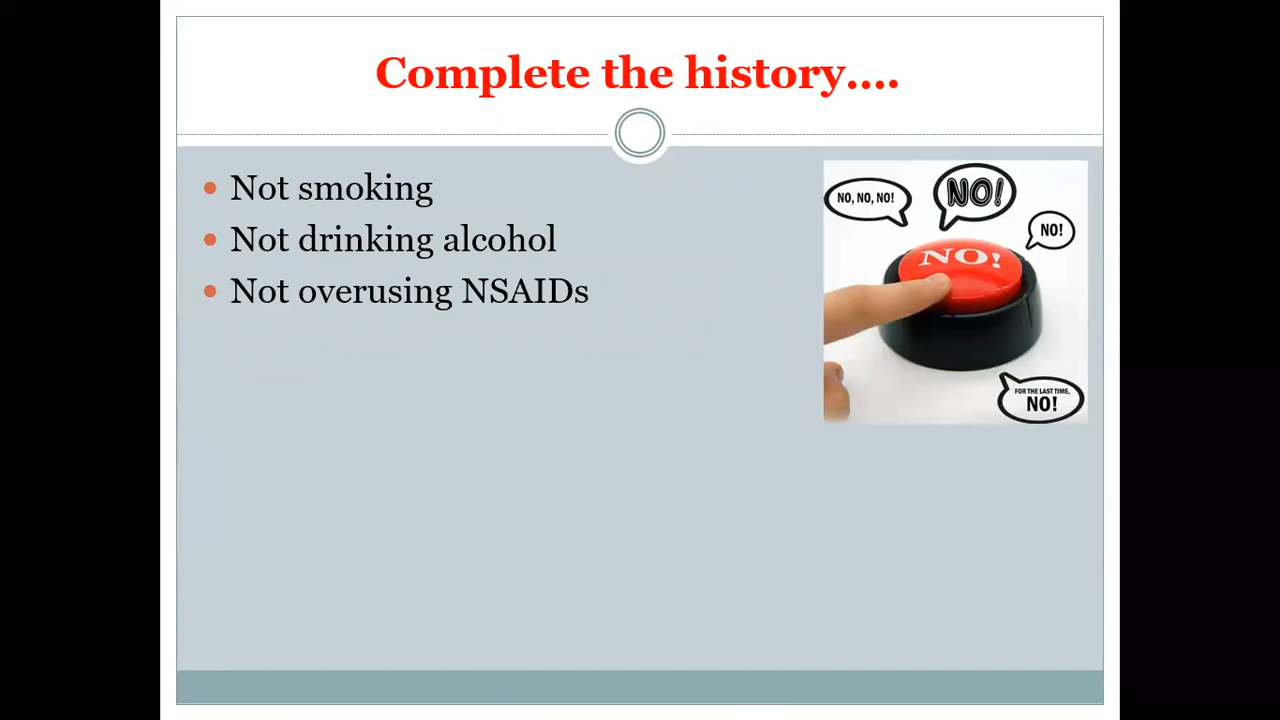 Complete the history....
Not smoking
Not drinking alcohol
Not overusing NSAIDs
NO, NO, NO!
NO!
NO!
NO!
FOR THE LAST TIME,
NO!